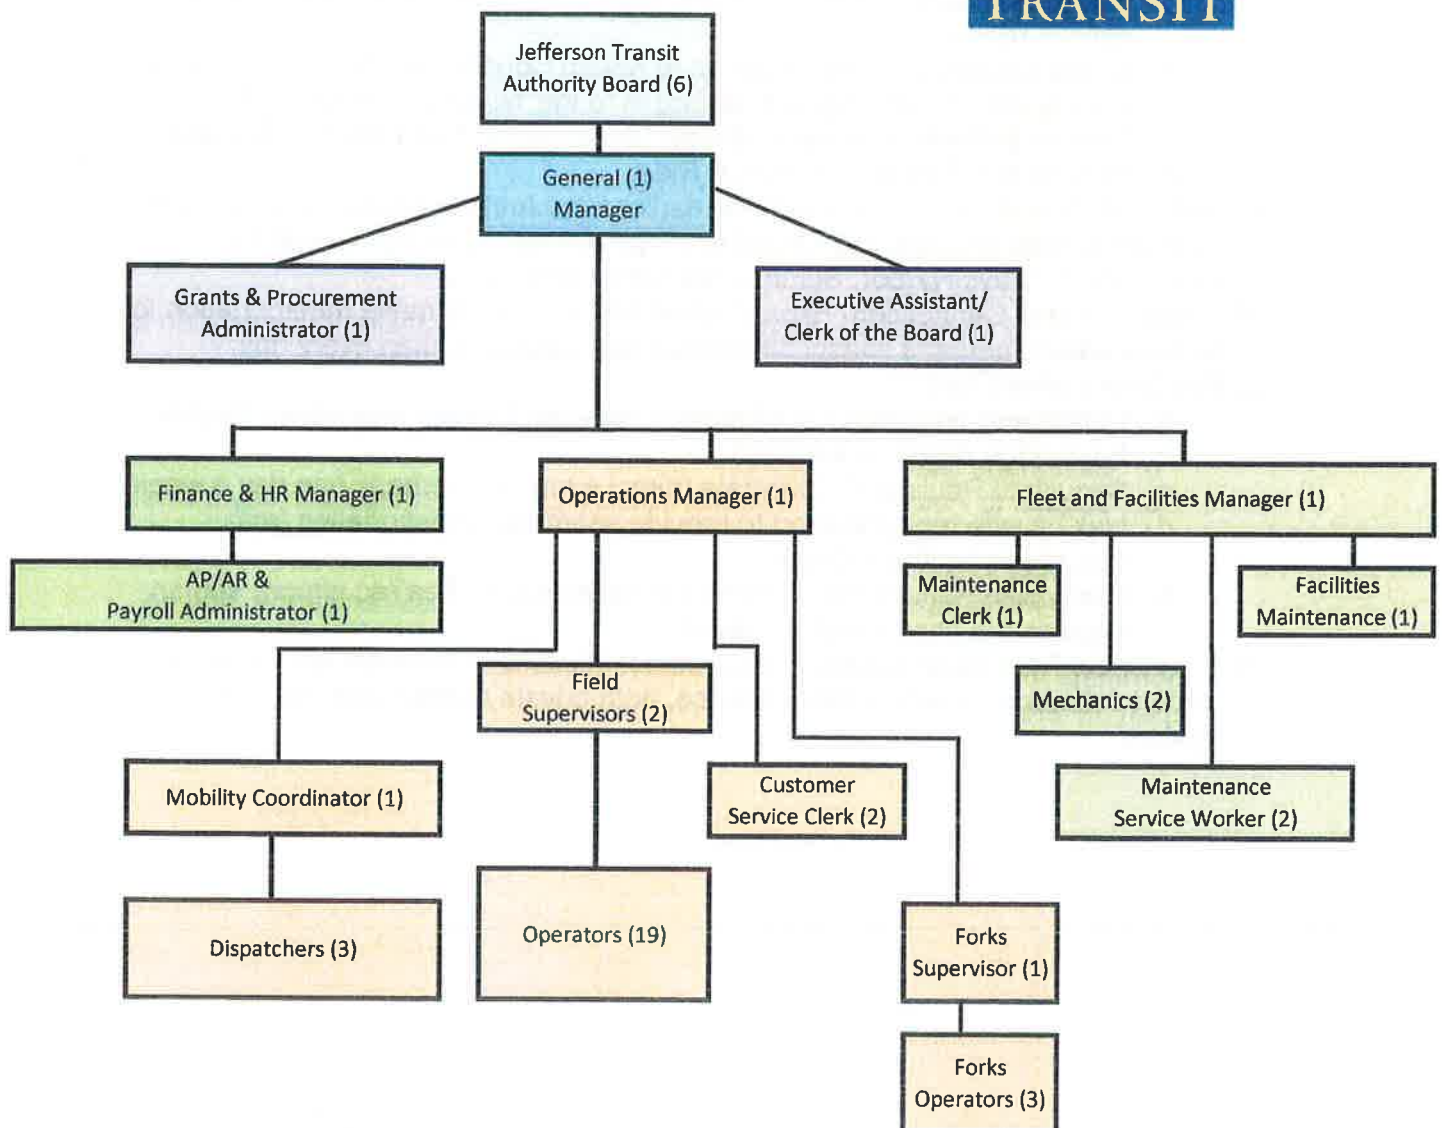 TRANSIT
Jefferson Transit
Authority Board (6)
General (1)
Manager
Grants & Procurement
Administrator (1)
Executive Assistant/
Clerk of the Board (1)
Finance & HR Manager (1)
Operations Manager (1)
Fleet and Facilities Manager (1)
AP/AR &
Payroll Administrator (1)
Maintenance
Clerk (1)
Facilities
Maintenance (1)
Field
Supervisors (2)
Mechanics (2)
Mobility Coordinator (1)
Customer
Service Clerk (2)
Maintenance
Service Worker (2)
Dispatchers (3)
Operators (19)
Forks
Supervisor (1)
Forks
Operators (3)